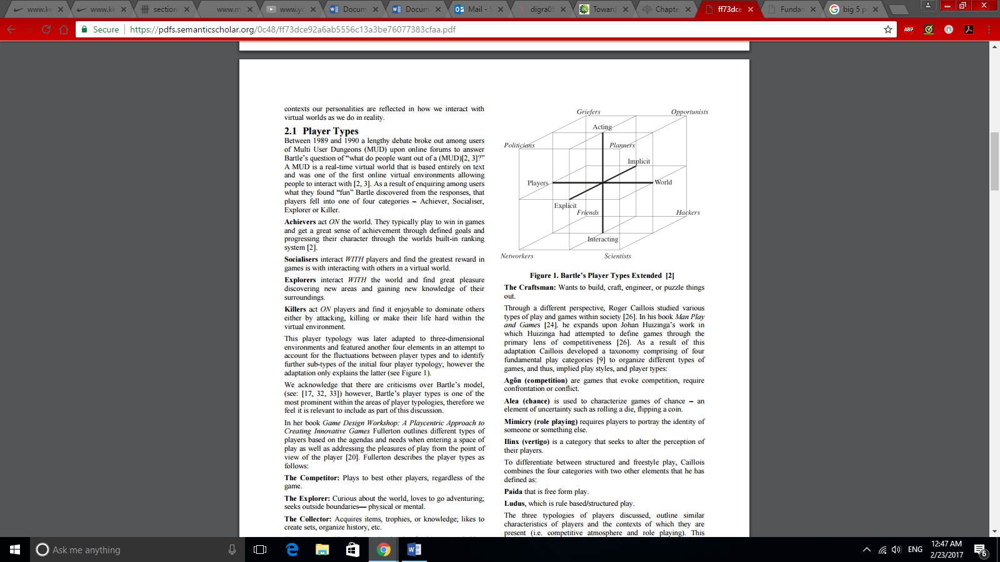 www.ke
www.ke
section
www.m
www.yo
Docum
Docum
Mail - S
digra05
Toward
Chapte
ff73dce
Fundar
big 5 p
Secure
https://pdfs.semanticscholar.org/0c48/ff73dce92a6ab5556c13a3be76077383cfaa.pdf
ABP
contexts our personalities are reflected in how we interact with
virtual worlds as we do in reality.
2.1 Player Types
Between 1989 and 1990 a lengthy debate broke out among users
of Multi User Dungeons (MUD) upon online forums to answer
Bartle's question of “what do people want out of a (MUD)[2, 3]?”
A MUD is a real-time virtual world that is based entirely on text
and was one of the first online virtual environments allowing
people to interact with [2, 3]. As a result of enquiring among users
what they found “fun” Bartle discovered from the responses, that
players fell into one of four categories – Achiever, Socialiser,
Explorer or Killer.
Achievers act ON the world. They typically play to win in games
and get a great sense of achievement through defined goals and
progressing their character through the worlds built-in ranking
system [2].
Socialisers interact WITH players and find the greatest reward in
games is with interacting with others in a virtual world.
Explorers interact WITH the world and find great pleasure
discovering new areas and gaining new knowledge of their
surroundings.
Killers act ON players and find it enjoyable to dominate others
either by attacking, killing or make their life hard within the
virtual environment.
This player typology was later adapted to three-dimensional
environments and featured another four elements in an attempt to
account for the fluctuations between player types and to identify
further sub-types of the initial four player typology; however the
adaptation only explains the latter (see Figure 1).
We acknowledge that there are criticisms over Bartle's model,
(see: [17, 32, 33]) however, Bartle's player types is one of the
most prominent within the areas of player typologies, therefore we
feel it is relevant to include as part of this discussion.
In her book Game Design Workshop: A Playcentric Approach to
Creating Innovative Games Fullerton outlines different types of
players based on the agendas and needs when entering a space of
play as well as addressing the pleasures of play from the point of
view of the player [20]. Fullerton describes the player types as
follows:
The Competitor: Plays to best other players, regardless of the
game.
The Explorer: Curious about the world, loves to go adventuring;
seeks outside boundaries— physical or mental.
The Collector: Acquires items, trophies, or knowledge; likes to
create sets, organize history, etc.
Griefers
Opportunists
Acting
Politicians
Planners
Implicit
Players
World
Explicit
Friends
Hackers
Interacting
Networkers
Scientists
Figure 1. Bartle's Player Types Extended [2]
The Craftsman: Wants to build, craft, engineer, or puzzle things
out.
Through a different perspective, Roger Caillois studied various
types of play and games within society [26]. In his book Man Play
and Games [24], he expands upon Johan Huizinga's work in
which Huizinga had attempted to define games through the
primary lens of competitiveness [26]. As a result of this
adaptation Caillois developed a taxonomy comprising of four
fundamental play categories [9] to organize different types of
games, and thus, implied play styles, and player types:
Agôn (competition) are games that evoke competition, require
confrontation or conflict.
Alea (chance) is used to characterize games of chance – an
element of uncertainty such as rolling a die, flipping a coin.
Mimicry (role playing) requires players to portray the identity of
someone or something else.
Ilinx (vertigo) is a category that seeks to alter the perception of
their players.
To differentiate between structured and freestyle play, Caillois
combines the four categories with two other elements that he has
defined as:
Paida that is free form play.
Ludus, which is rule based/structured play.
The three typologies of players discussed, outline similar
characteristics of players and the contexts of which they are
present (i.e. competitive atmosphere and role playing). This
Ask me anything
ENG
12:47 AM
2/23/2017
6